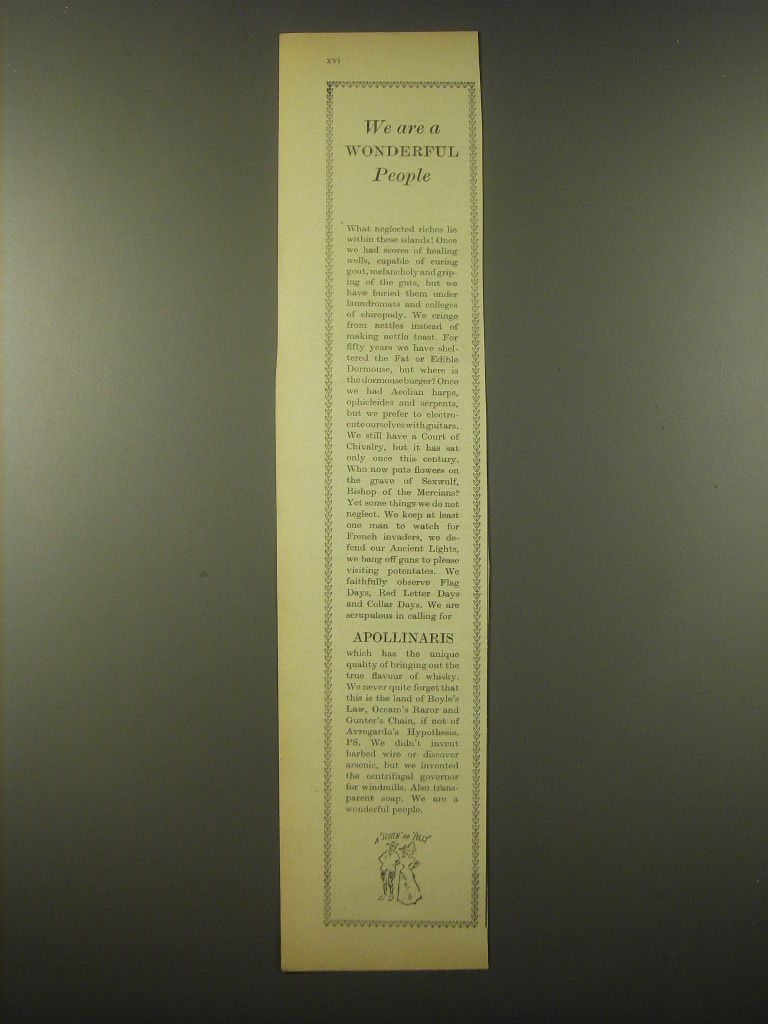 xvi
We are a
WONDERFUL
People
What neglected riches lie
within these islands! Once
we had scores of healing
wells, capable of curing
gout, melancholy and grip-
ing of the guts, but we
have buried them under
laundromats and colleges
of chiropody. We cringe
from nettles instead of
making nettle toast. For
fifty years we have shel-
tered the Fat or Edible
Dormouse, but where is
the dormouseburger? Once
we had Aeolian harps,
ophicleides and serpents,
but we prefer to electro-
cute ourselves with guitars.
We still have a Court of
Chivalry, but it has sat
only once this century.
Who now puts flowers on
the grave of Sexwulf,
Bishop of the Mercians?
Yet some things we do not
neglect. We keep at least
one man to watch for
French invaders, we de-
fend our Ancient Lights,
we bang off guns to please
visiting potentates. We
faithfully observe Flag
Days, Red Letter Days
and Collar Days. We are
scrupulous in calling for
APOLLINARIS
which has the unique
quality of bringing out the
true flavour of whisky.
We never quite forget that
this is the land of Boyle's
Law, Occam's Razor and
Gunter's Chain, if not of
Avrogardo's Hypothesis.
PS. We didn't invent
barbed wire or discover
arsenic, but we invented
the centrifugal governor
for windmills. Also trans-
parent soap. We are a
wonderful people.
A "SCOTCH" AND "POLLY"